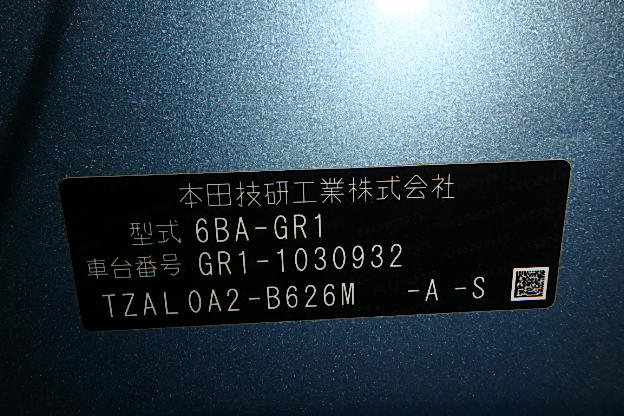 本田技研工業株式会社
型式 6BA-GR1
車台番号 GR1-1030932
TZAL0A2-B626M -A -S